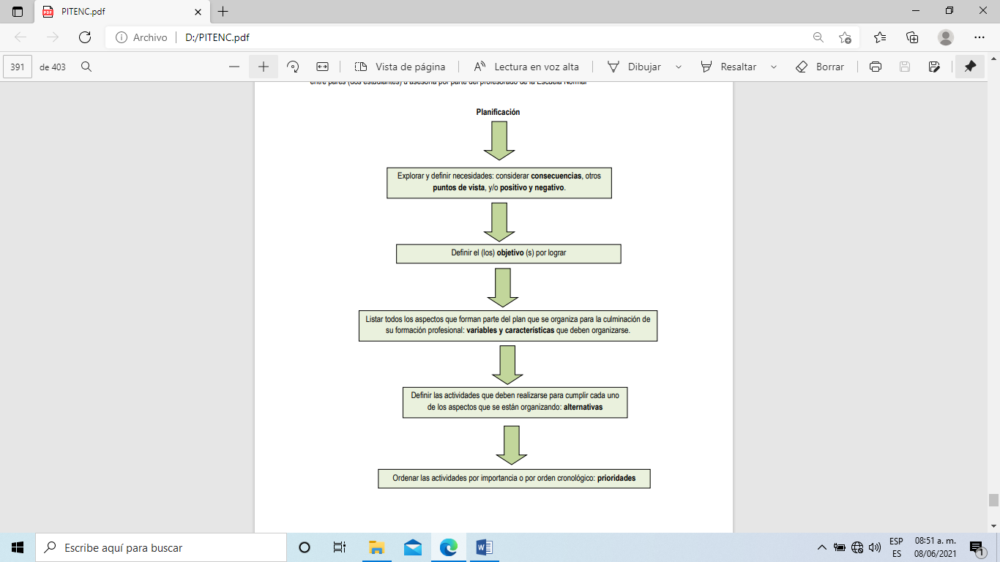 PITENC.pdf
Archivo
D:/PITENC.pdf
391
de 403
Vista de página
Lectura en voz alta
Dibujar
Resaltar
Borrar
entre pares (dos estudiantes) u asesoría por parte del profesorado de la Escuela Normal
Planificación
Explorar y definir necesidades: considerar consecuencias, otros
puntos de vista, y/o positivo y negativo.
Definir el (los) objetivo (s) por lograr
Listar todos los aspectos que forman parte del plan que se organiza para la culminación de
su formación profesional: variables y características que deben organizarse.
Definir las actividades que deben realizarse para cumplir cada uno
de los aspectos que se están organizando: alternativas
Ordenar las actividades por importancia o por orden cronológico: prioridades
Escribe aquí para buscar
ESP
ES
08:51 a. m.
08/06/2021
1